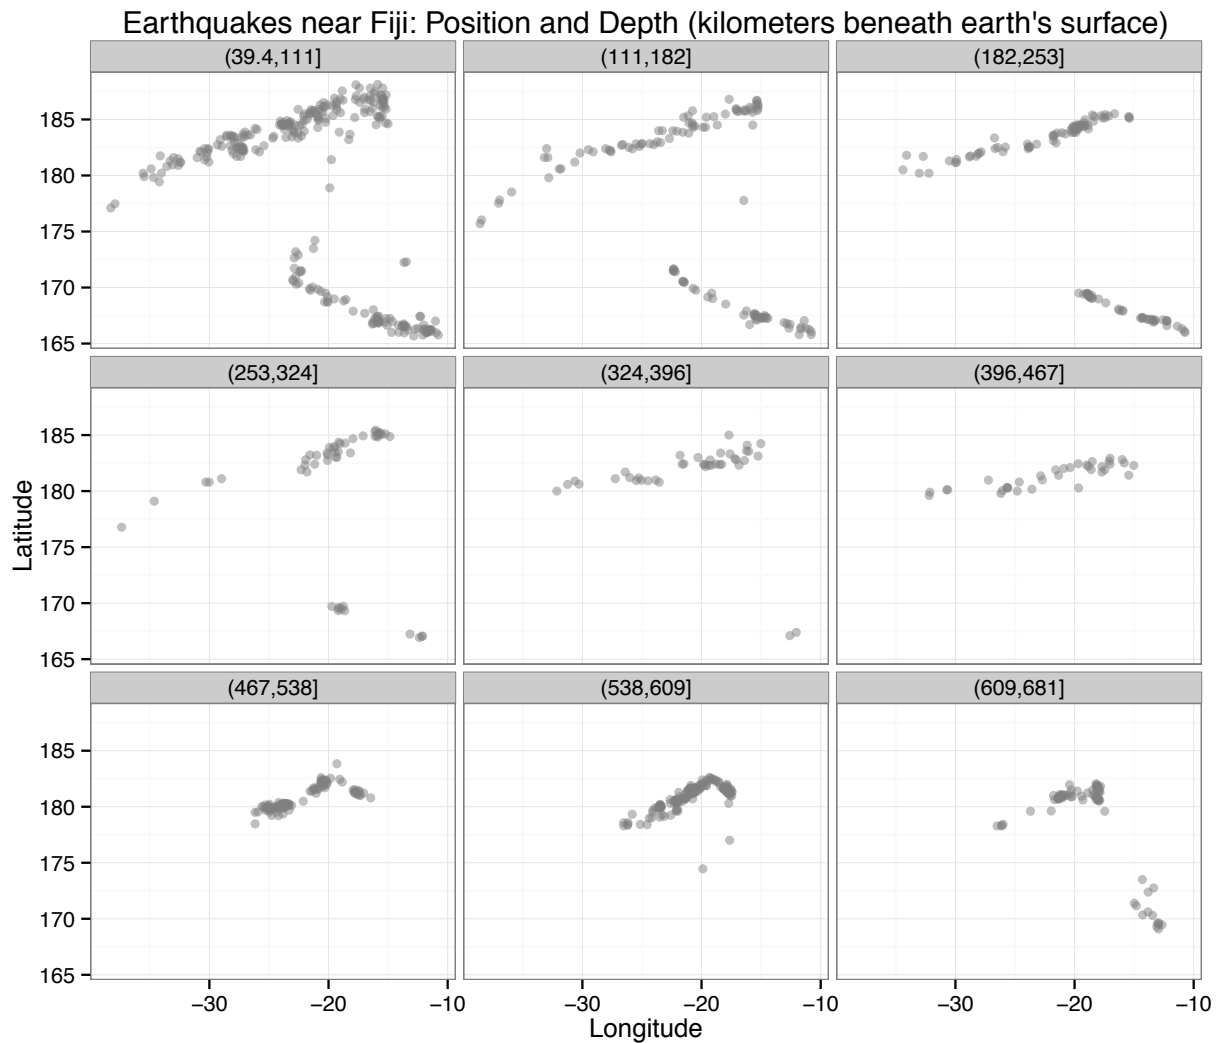 Earthquakes near Fiji: Position and Depth (kilometers beneath earth's surface)
(39.4,111] (111,182] (182,253]
185
180
175
170
165
(253,324] (324,396] (396,467]
185
180
175
170
165
Latitude
(467,538] (538,609] (609,681]
185
180
175
170
165
−30 −20 −10 −30 −20 −10 −30 −20 −10
Longitude